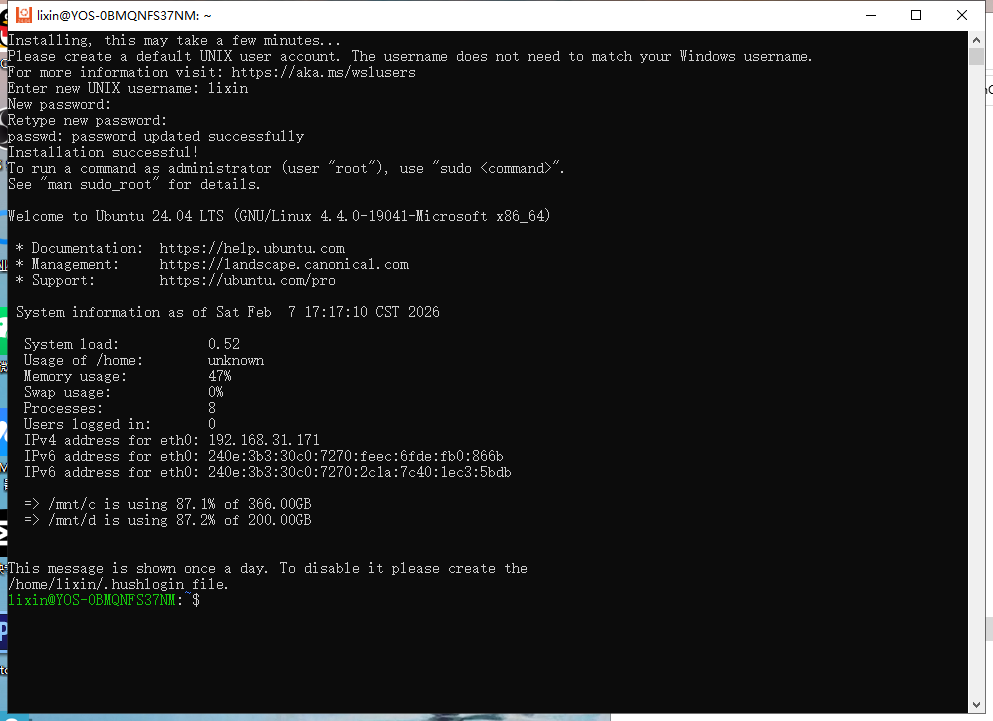 lixin@YOS-0BMQNFS37NM: ~
Installing, this may take a few minutes...
Please create a default UNIX user account. The username does not need to match your Windows username.
For more information visit: https://aka.ms/wslusers
Enter new UNIX username: lixin
New password:
Retype new password:
passwd: password updated successfully
Installation successful!
To run a command as administrator (user "root"), use "sudo <command>".
See "man sudo_root" for details.
Welcome to Ubuntu 24.04 LTS (GNU/Linux 4.4.0-19041-Microsoft x86_64)
* Documentation:  https://help.ubuntu.com
* Management:     https://landscape.canonical.com
* Support:        https://ubuntu.com/pro
System information as of Sat Feb  7 17:17:10 CST 2026
System load:           0.52
Usage of /home:        unknown
Memory usage:          47%
Swap usage:            0%
Processes:             8
Users logged in:       0
IPv4 address for eth0: 192.168.31.171
IPv6 address for eth0: 240e:3b3:30c0:7270:feec:6fde:fb0:866b
IPv6 address for eth0: 240e:3b3:30c0:7270:2c1a:7c40:1ec3:5bdb
=> /mnt/c is using 87.1% of 366.00GB
=> /mnt/d is using 87.2% of 200.00GB
This message is shown once a day. To disable it please create the
/home/lixin/.hushlogin file.
lixin@YOS-0BMQNFS37NM:~$